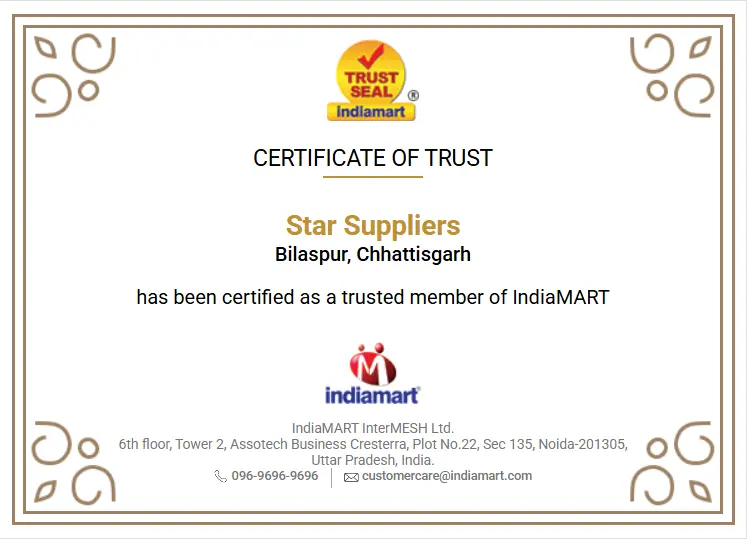 TRUST
SEAL
indiamart ®
CERTIFICATE OF TRUST
Star Suppliers
Bilaspur, Chhattisgarh
has been certified as a trusted member of IndiaMART
M
indiamart
IndiaMART InterMESH Ltd.
6th floor, Tower 2, Assotech Business Cresterra, Plot No.22, Sec 135, Noida-201305,
Uttar Pradesh, India.
096-9696-9696 | customercare@indiamart.com